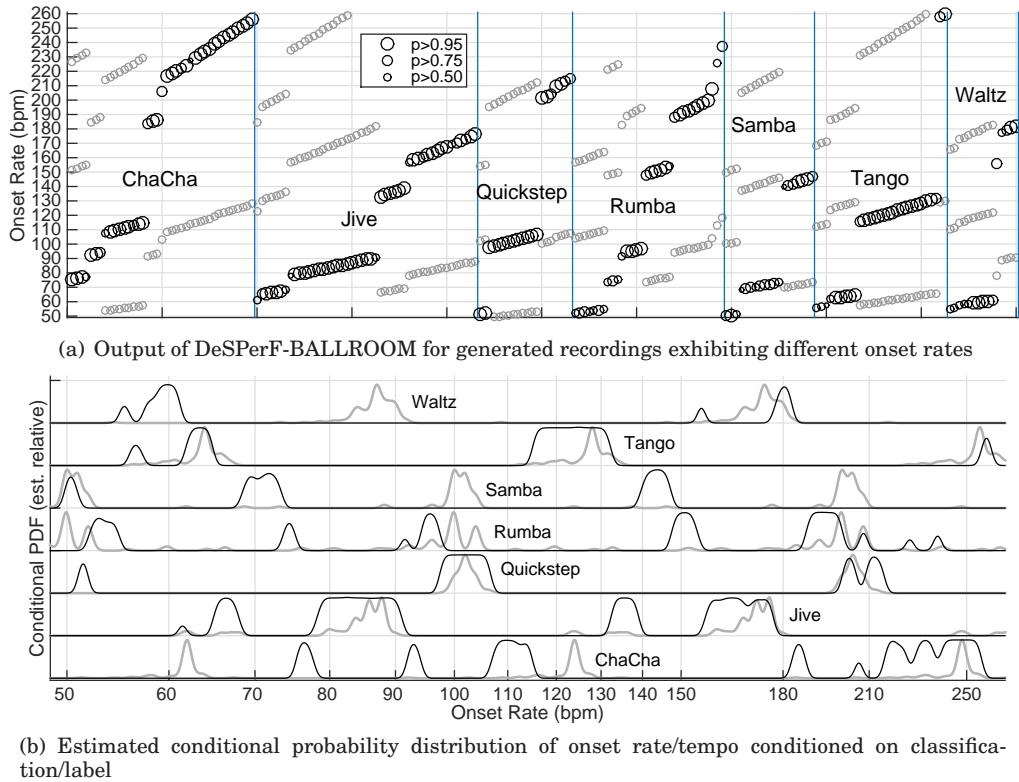 260
250
240
230
220
210
200
190
180
170
160
150
140
130
120
110
100
90
80
70
60
50
Onset Rate (bpm)
p>0.95
p>0.75
p>0.50
ChaCha
Jive
Quickstep
Rumba
Samba
Tango
Waltz
(a) Output of DeSPerF-BALLROOM for generated recordings exhibiting different onset rates
Conditional PDF (est. relative)
Waltz
Tango
Samba
Rumba
Quickstep
Jive
ChaCha
50 60 70 80 90 100 110 120 130 140 150 180 210 250
Onset Rate (bpm)
(b) Estimated conditional probability distribution of onset rate/tempo conditioned on classifica-
tion/label